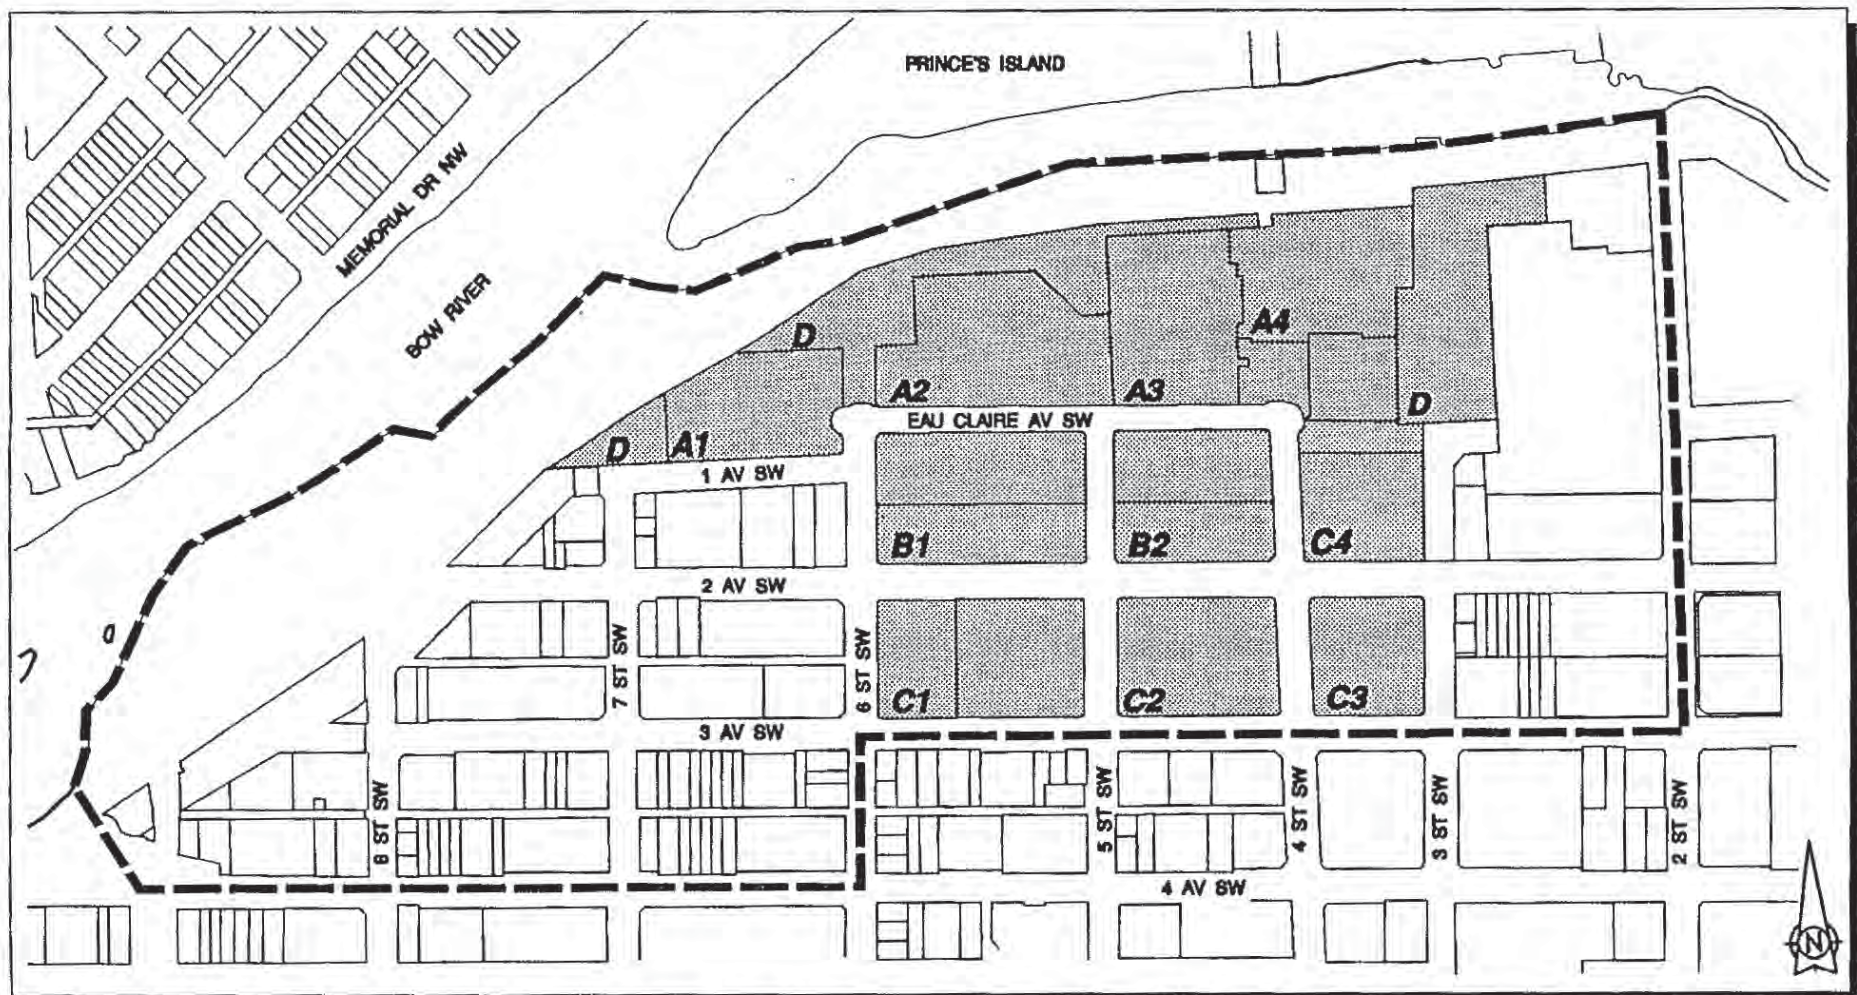 PRINCE'S ISLAND
MEMORIAL DR NW
BOW RIVER
D
A4
A2
A3
D
EAU CLAIRE AV SW
D
A1
1 AV SW
B1
B2
C4
2 AV SW
7 ST SW
6 ST SW
C1
C2
C3
3 AV SW
8 ST SW
5 ST SW
4 ST SW
3 ST SW
2 ST SW
4 AV SW
N